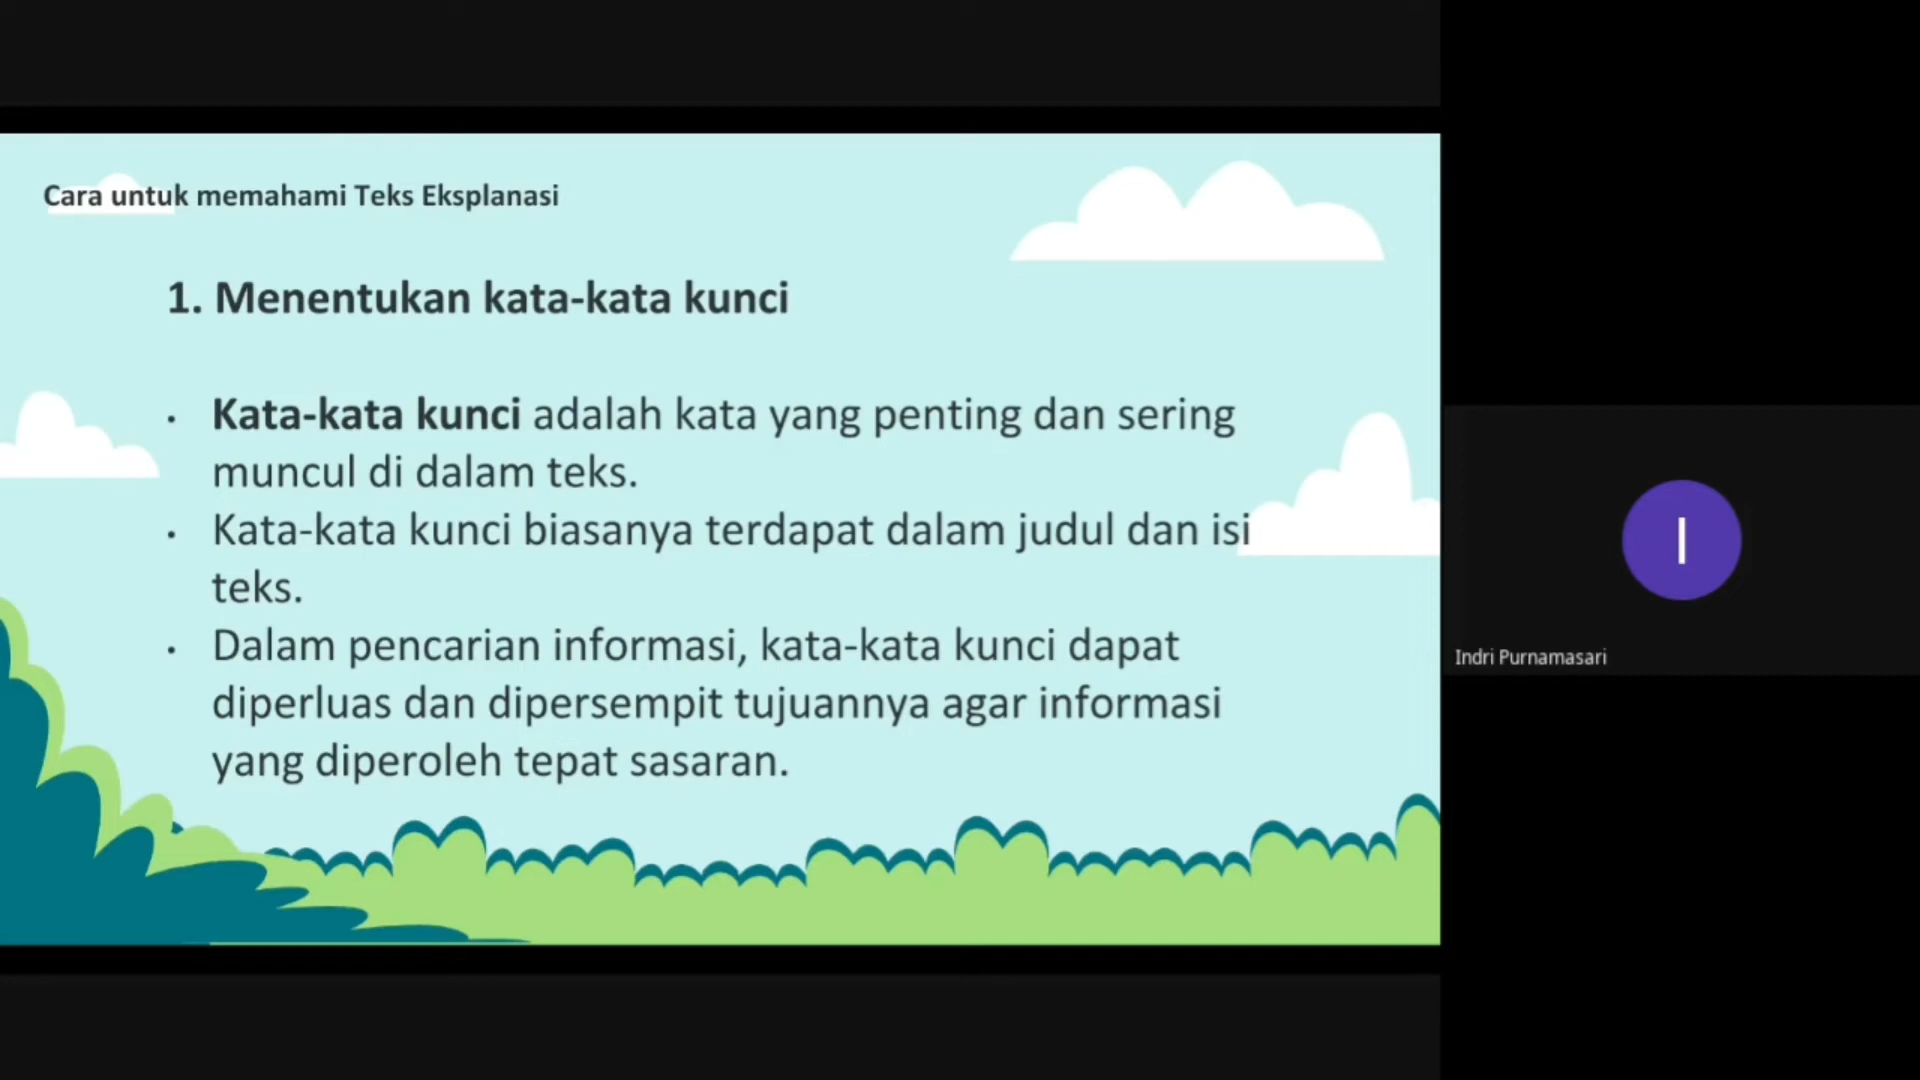 Cara untuk memahami Teks Eksplanasi
1. Menentukan kata-kata kunci
• Kata-kata kunci adalah kata yang penting dan sering
muncul di dalam teks.
• Kata-kata kunci biasanya terdapat dalam judul dan isi
teks.
• Dalam pencarian informasi, kata-kata kunci dapat
diperluas dan dipersempit tujuannya agar informasi
yang diperoleh tepat sasaran.
I
Indri Purnamasari